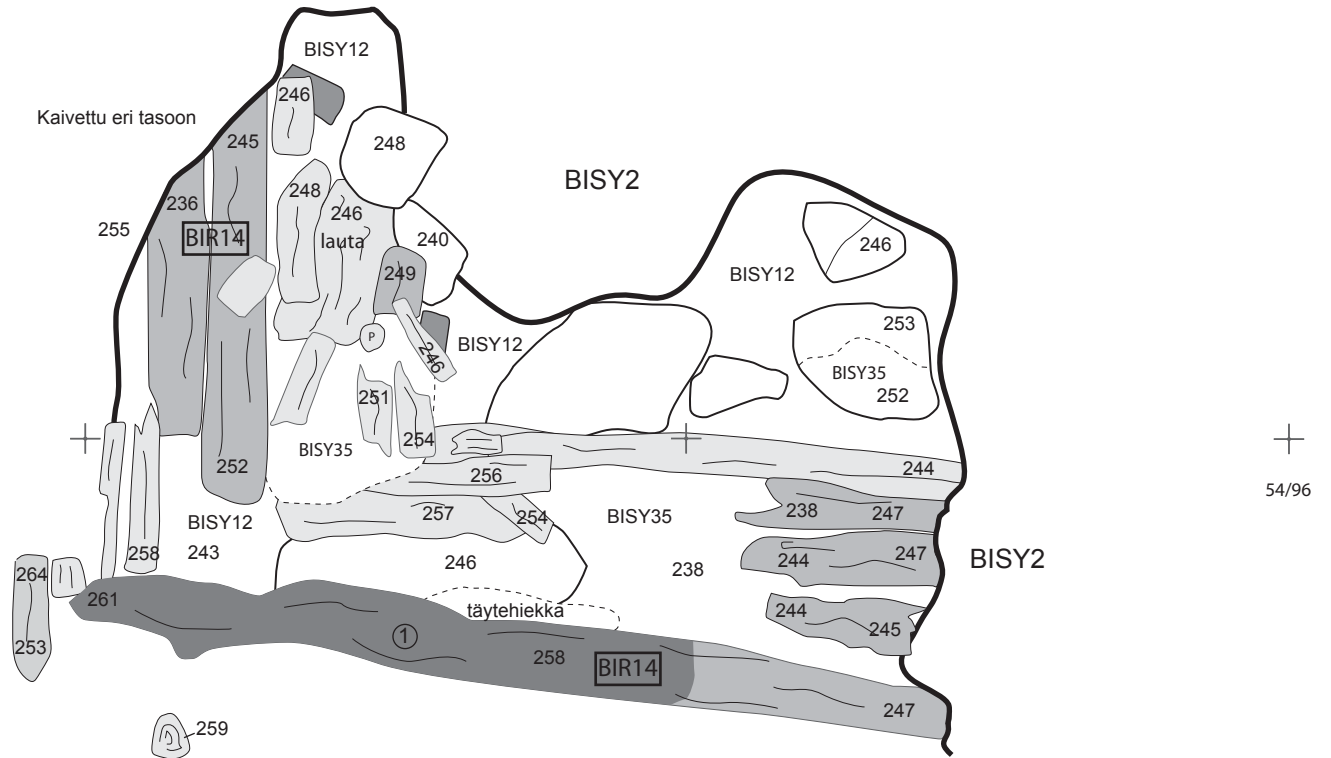 BISY12
246
Kaivettu eri tasoon
245
248
BISY2
248
236
246
255
BIR14
lauta
240
246
249
BISY12
253
P
BISY12
246
BISY35
251
252
254
BISY35
252
256
244
54/96
257
254
BISY35
238
247
BISY12
243
258
246
238
244
247
BISY2
264
261
täytehiekka
244
245
1
253
258
BIR14
247
259